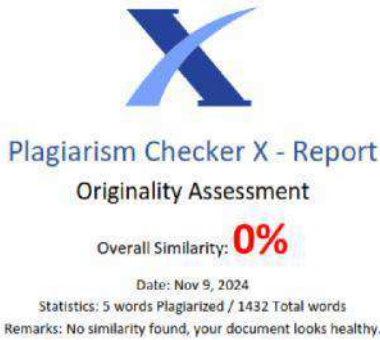 Plagiarism Checker X - Report
Originality Assessment
Overall Similarity: 0%
Date: Nov 9, 2024
Statistics: 5 words Plagiarized / 1432 Total words
Remarks: No similarity found, your document looks healthy.